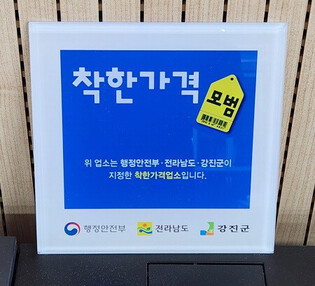 착한가격
모범
위 업소는 행정안전부·전라남도·강진군이
지정한 착한가격업소입니다.
행정안전부 전라남도 강진군